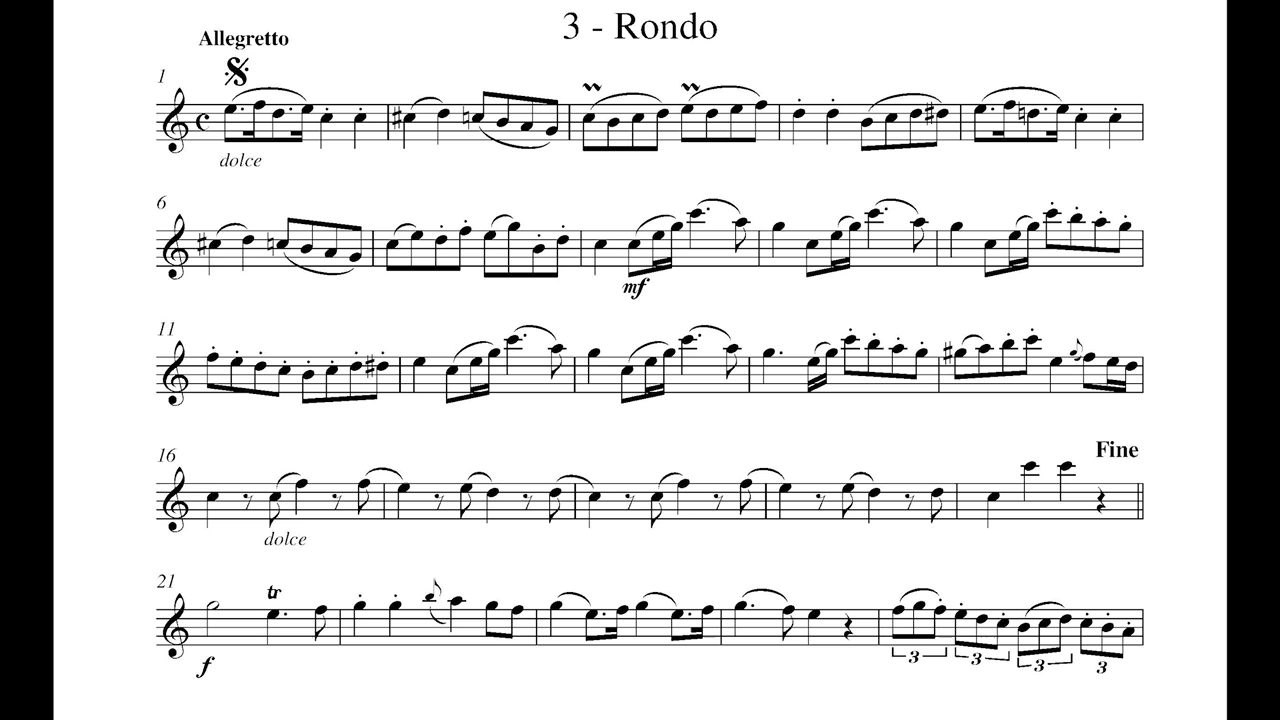 3 - Rondo
Allegretto
1
dolce
6
mf
11
16
Fine
dolce
21
tr
f
3 3 3 3